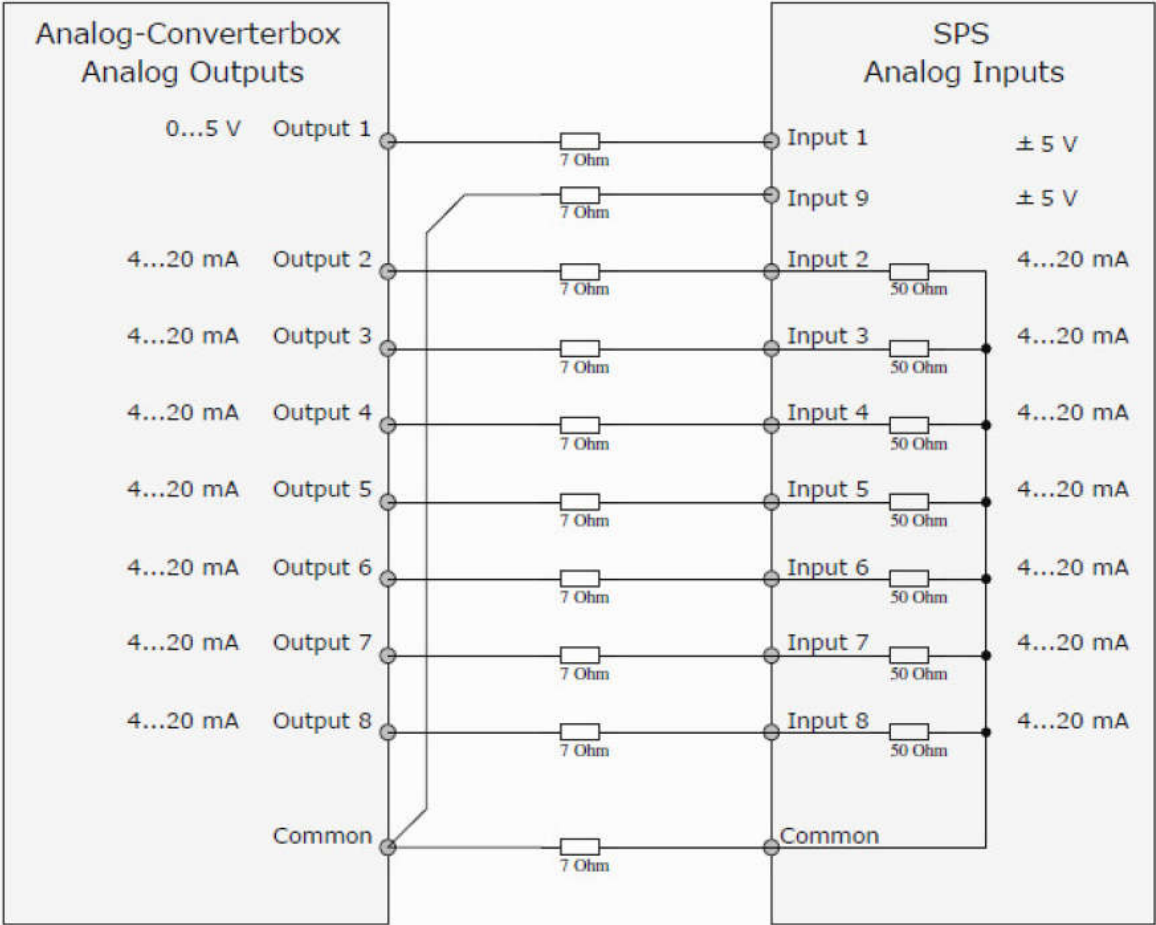 Analog-Converterbox
Analog Outputs
SPS
Analog Inputs
0...5 V Output 1
7 Ohm
Input 1 ± 5 V
7 Ohm
Input 9 ± 5 V
4...20 mA Output 2
7 Ohm
Input 2
50 Ohm
4...20 mA
4...20 mA Output 3
7 Ohm
Input 3
50 Ohm
4...20 mA
4...20 mA Output 4
7 Ohm
Input 4
50 Ohm
4...20 mA
4...20 mA Output 5
7 Ohm
Input 5
50 Ohm
4...20 mA
4...20 mA Output 6
7 Ohm
Input 6
50 Ohm
4...20 mA
4...20 mA Output 7
7 Ohm
Input 7
50 Ohm
4...20 mA
4...20 mA Output 8
7 Ohm
Input 8
50 Ohm
4...20 mA
Common
7 Ohm
Common